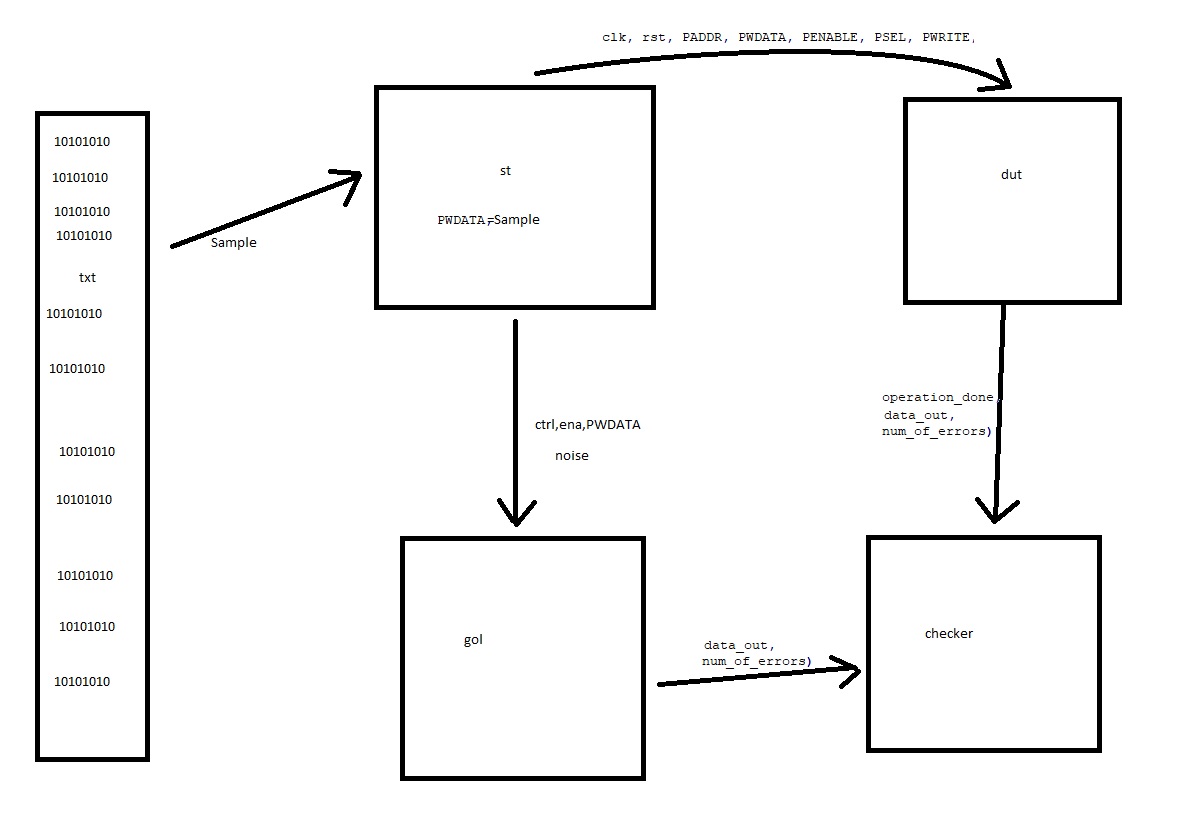 clk, rst, PADDR, PWDATA, PENABLE, PSEL, PWRITE,
10101010
10101010
10101010
10101010
txt
10101010
10101010
10101010
10101010
10101010
10101010
10101010
Sample
st
PWDATA,=Sample
dut
ctrl,ena,PWDATA
noise
operation_done,
data_out,
num_of_errors)
gol
data_out,
num_of_errors)
checker